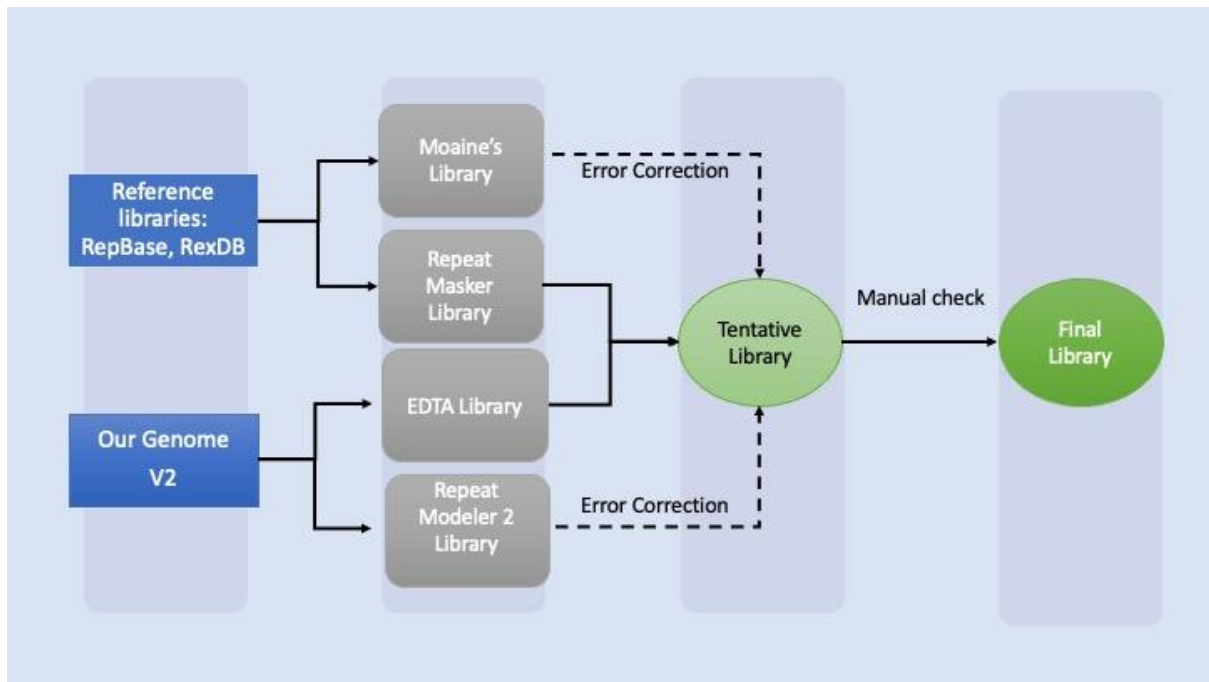 Moaine's
Library
Error Correction
Reference
libraries:
RepBase, RexDB
Repeat
Masker
Library
Manual check
Tentative
Library
Final
Library
EDTA Library
Our Genome
V2
Repeat
Modeler 2
Library
Error Correction